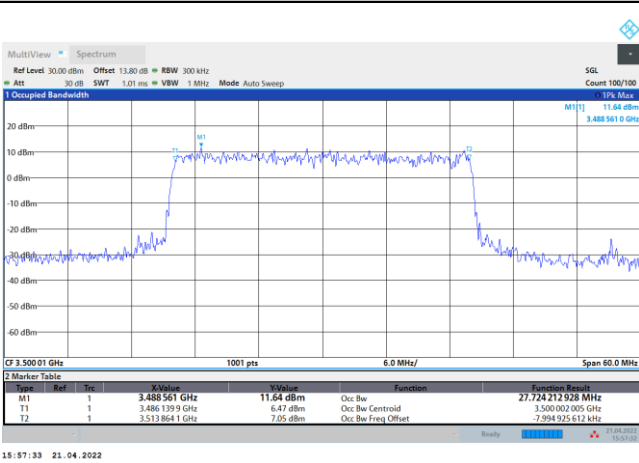 MultiView Spectrum
Ref Level 30.00 dBm Offset 13.80 dB RBW 300 kHz SGL
Att 30 dB SWT 1.01 ms VBW 1 MHz Mode Auto Sweep Count 100/100
1 Occupied Bandwidth 1Pk Max
M1[1] 11.64 dBm
3.488 561 0 GHz
20 dBm
M1
T1
T2
10 dBm
0 dBm
-10 dBm
-20 dBm
-30 dBm
-40 dBm
-50 dBm
-60 dBm
CF 3.500 01 GHz 1001 pts 6.0 MHz/ Span 60.0 MHz
2 Marker Table
Type Ref Trc X-Value Y-Value Function Function Result
M1 1 3.488 561 GHz 11.64 dBm Occ Bw 27.724 212 928 MHz
T1 1 3.486 139 9 GHz 6.47 dBm Occ Bw Centroid 3.500 002 005 GHz
T2 1 3.513 864 1 GHz 7.05 dBm Occ Bw Freq Offset -7.994 925 612 kHz
Ready 21.04.2022
15:57:32
15:57:33 21.04.2022